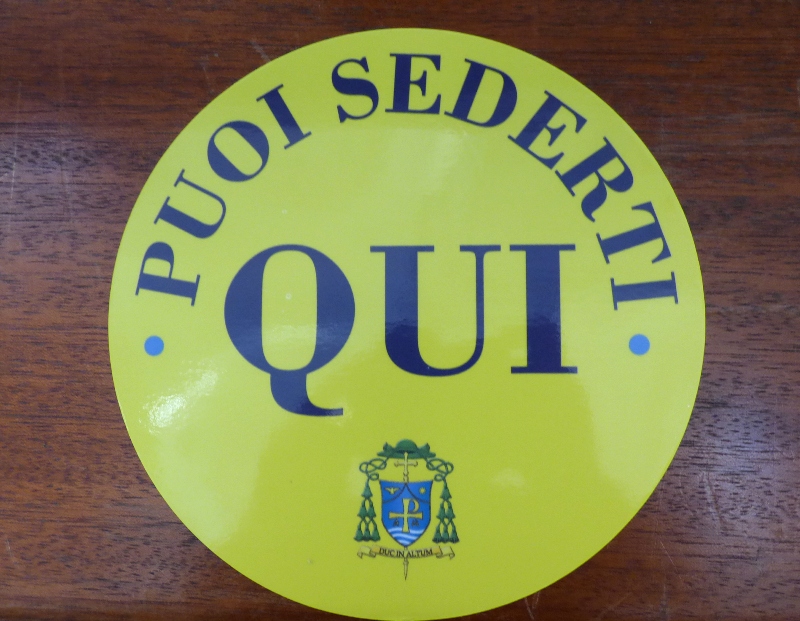 PUOI SEDERTI
QUI
DUC IN ALTUM